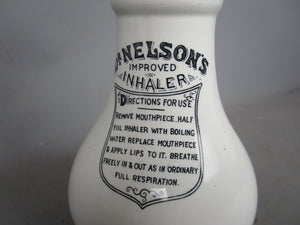 DR NELSON'S
IMPROVED
INHALER
DIRECTIONS FOR USE
REMOVE MOUTHPIECE, HALF
FILL INHALER WITH BOILING
WATER REPLACE MOUTHPIECE
& APPLY LIPS TO IT. BREATHE
FREELY IN & OUT AS IN ORDINARY
FULL RESPIRATION.